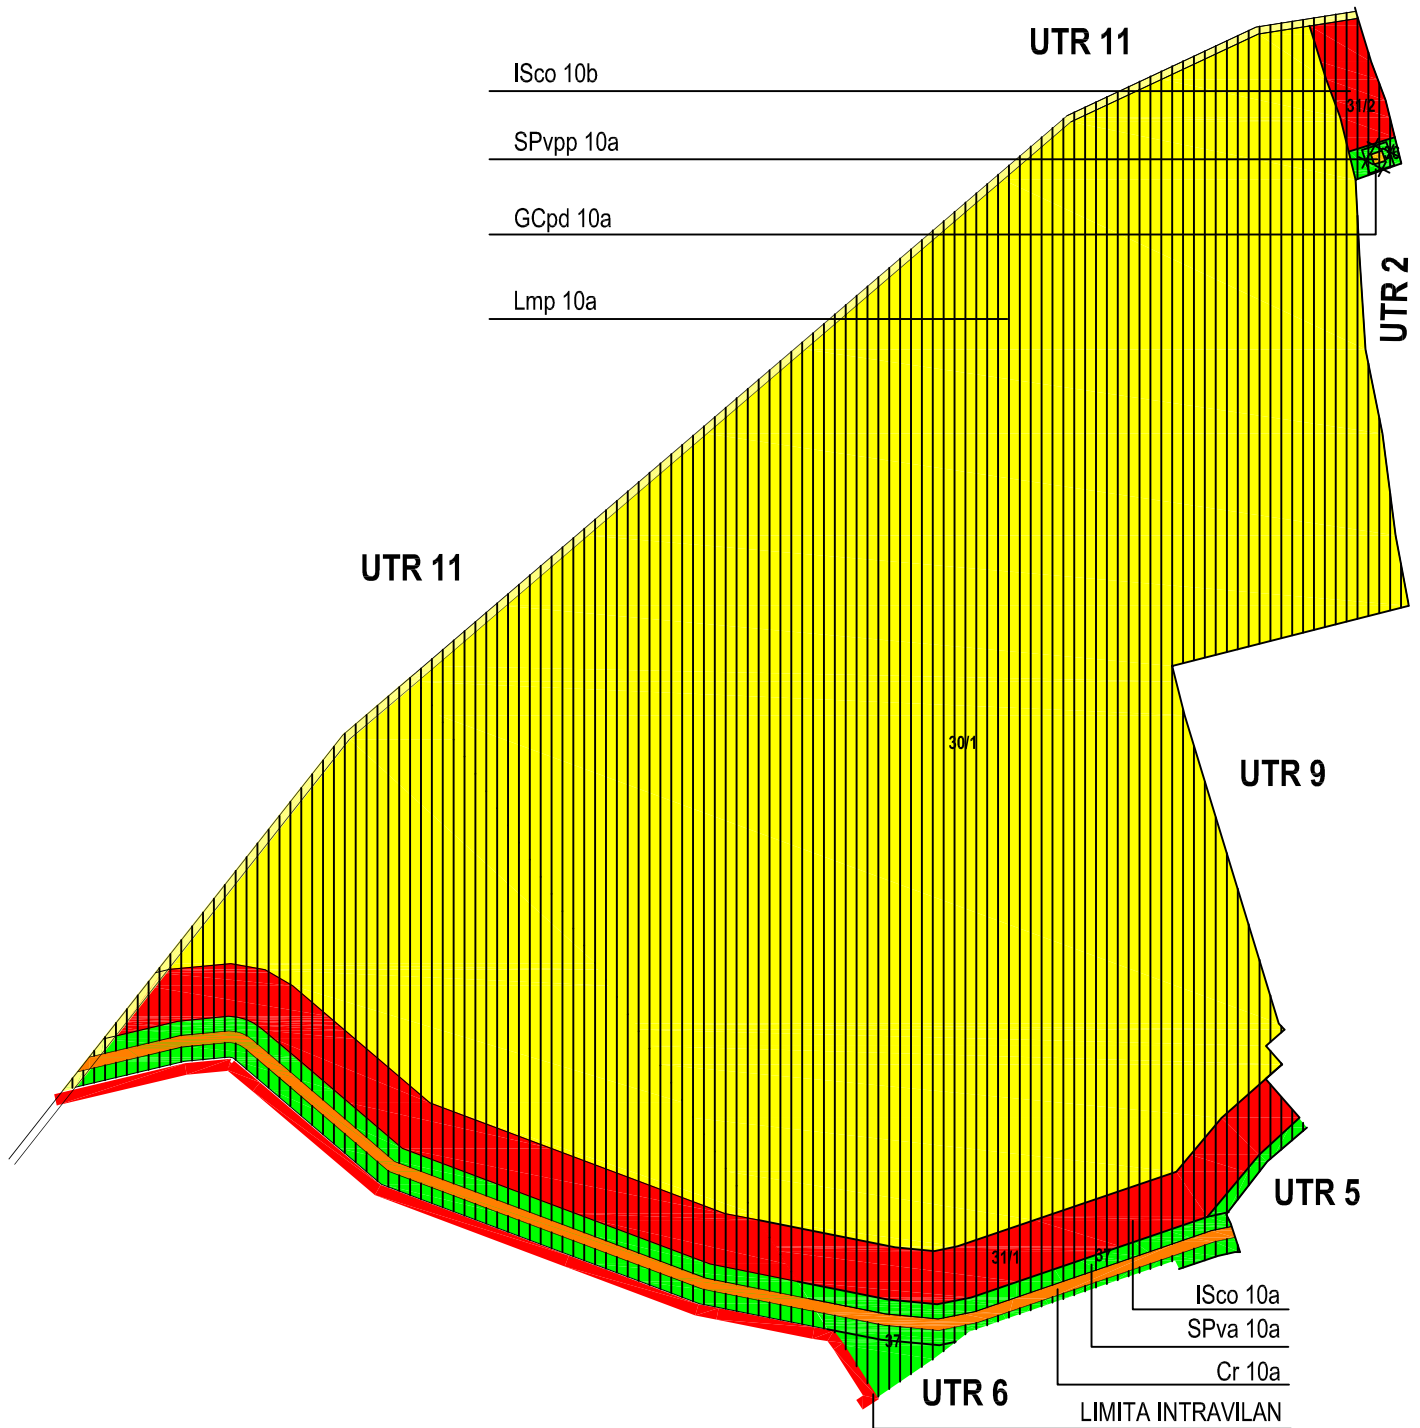 UTR 11
ISco 10b
31/2
SPvpp 10a
GCpd 10a
UTR 2
Lmp 10a
UTR 11
30/1
UTR 9
UTR 5
31/1
37
ISco 10a
SPva 10a
37
Cr 10a
UTR 6
LIMITA INTRAVILAN